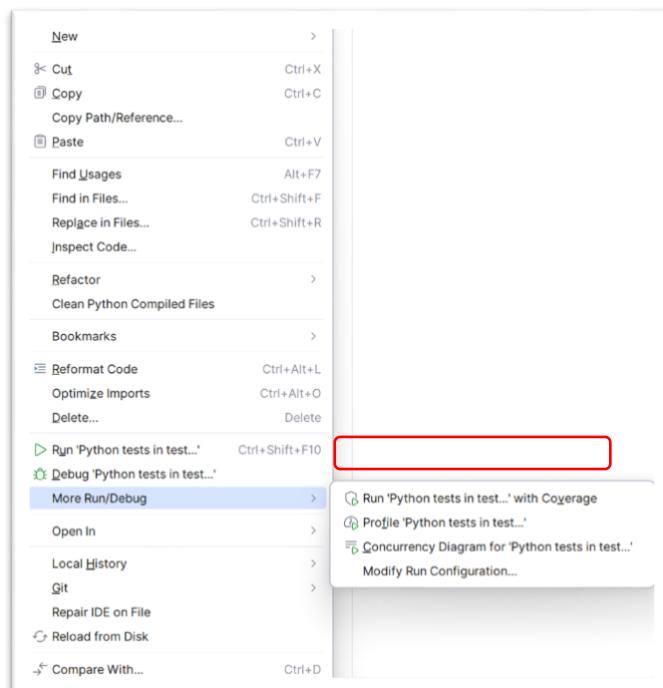 New
Cut Ctrl+X
Copy Ctrl+C
Copy Path/Reference...
Paste Ctrl+V
Find Usages Alt+F7
Find in Files... Ctrl+Shift+F
Replace in Files... Ctrl+Shift+R
Inspect Code...
Refactor
Clean Python Compiled Files
Bookmarks
Reformat Code Ctrl+Alt+L
Optimize Imports Ctrl+Alt+O
Delete... Delete
Run 'Python tests in test...' Ctrl+Shift+F10
Debug 'Python tests in test...'
More Run/Debug
Run 'Python tests in test...' with Coverage
Profile 'Python tests in test...'
Concurrency Diagram for 'Python tests in test...'
Modify Run Configuration...
Open In
Local History
Git
Repair IDE on File
Reload from Disk
Compare With... Ctrl+D